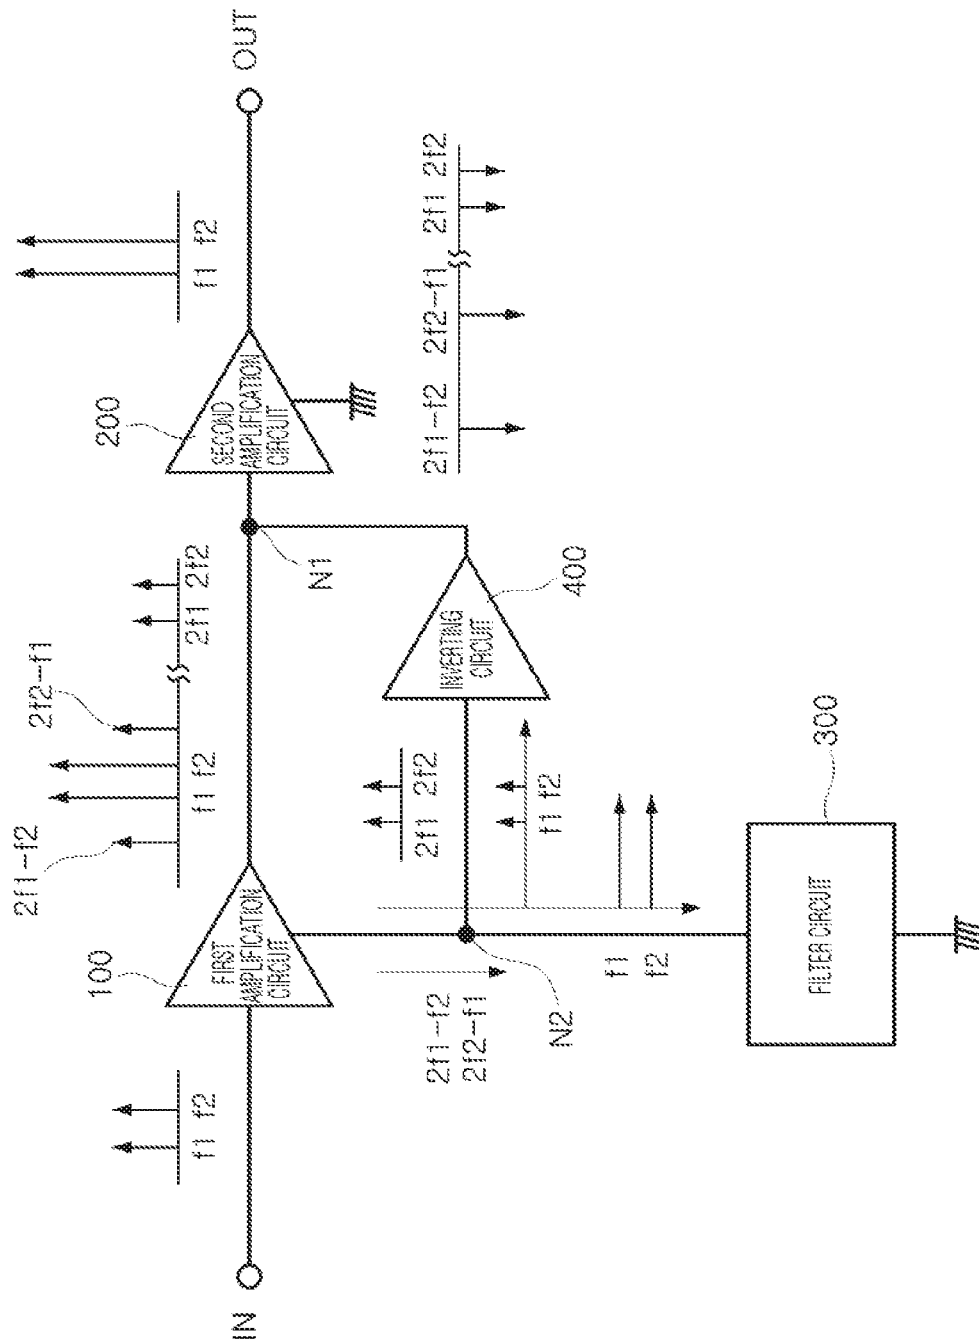 IN
f1 f2
100
FIRST
AMPLIFICATION
CIRCUIT
2f1-f2
f1 f2
2f2-f1
2f1 2f2
N1
200
SECOND
AMPLIFICATION
CIRCUIT
f1 f2
OUT
2f1-f2
2f2-f1
N2
2f1 2f2
f1 f2
f1
f2
INVERTING
CIRCUIT
400
2f1-f2 2f2-f1 2f1 2f2
300
FILTER CIRCUIT